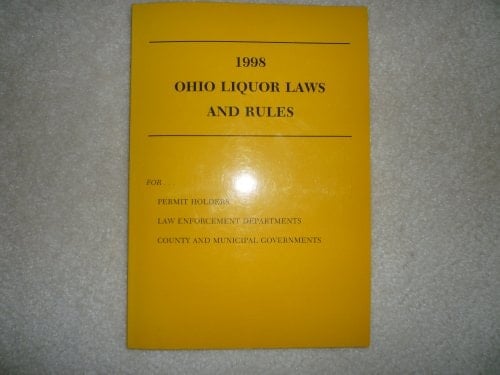 1998
OHIO LIQUOR LAWS
AND RULES
FOR . . .
PERMIT HOLDERS
LAW ENFORCEMENT DEPARTMENTS
COUNTY AND MUNICIPAL GOVERNMENTS